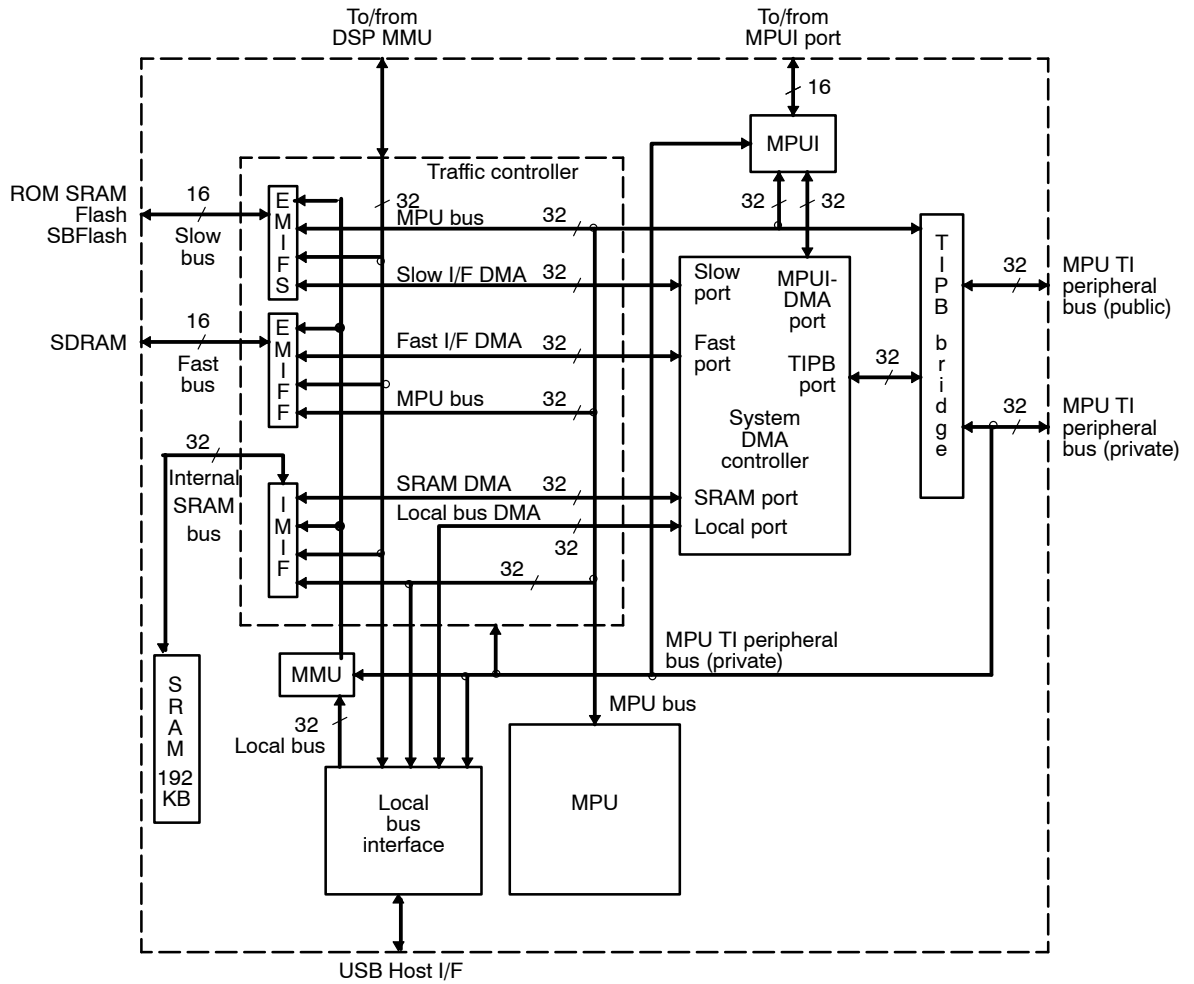 To/from
DSP MMU
To/from
MPUI port
16
MPUI
Traffic controller
ROM SRAM
Flash
SBFlash
16
Slow
bus
E
M
I
F
S
32
MPU bus
32
32
32
Slow I/F DMA
32
Slow
port
MPUI-
DMA
port
T
I
P
B
b
r
i
d
g
e
32
MPU TI
peripheral
bus (public)
SDRAM
16
Fast
bus
E
M
I
F
F
Fast I/F DMA
32
Fast
port
TIPB
port
32
MPU bus
32
System
DMA
controller
32
MPU TI
peripheral
bus (private)
32
Internal
SRAM
bus
I
M
I
F
SRAM DMA
32
SRAM port
Local bus DMA
32
Local port
32
MPU TI peripheral
bus (private)
MMU
32
Local bus
MPU bus
S
R
A
M
192
KB
Local
bus
interface
MPU
USB Host I/F